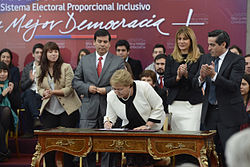 Sistema Electoral Proporcional Inclusivo
Mejor Democracia